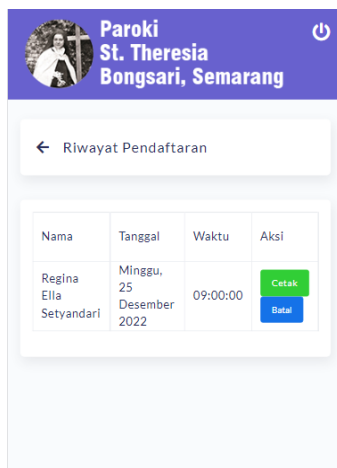 Paroki
St. Theresia
Bongsari, Semarang
Riwayat Pendaftaran
Nama Tanggal Waktu Aksi
Regina
Ella
Setyandari
Minggu,
25
Desember
2022
09:00:00
Cetak
Batal